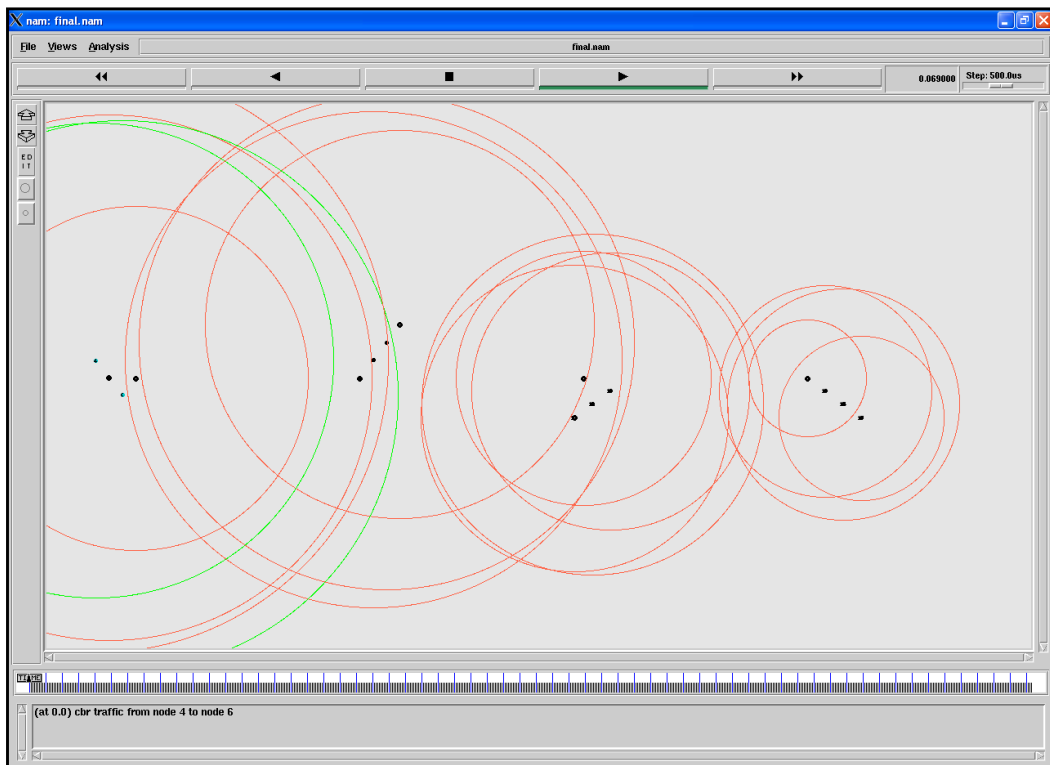 nam: final.nam
File Views Analysis final.nam
0.069000 Step: 500.0us
ED
IT
TIME
(at 0.0) cbr traffic from node 4 to node 6